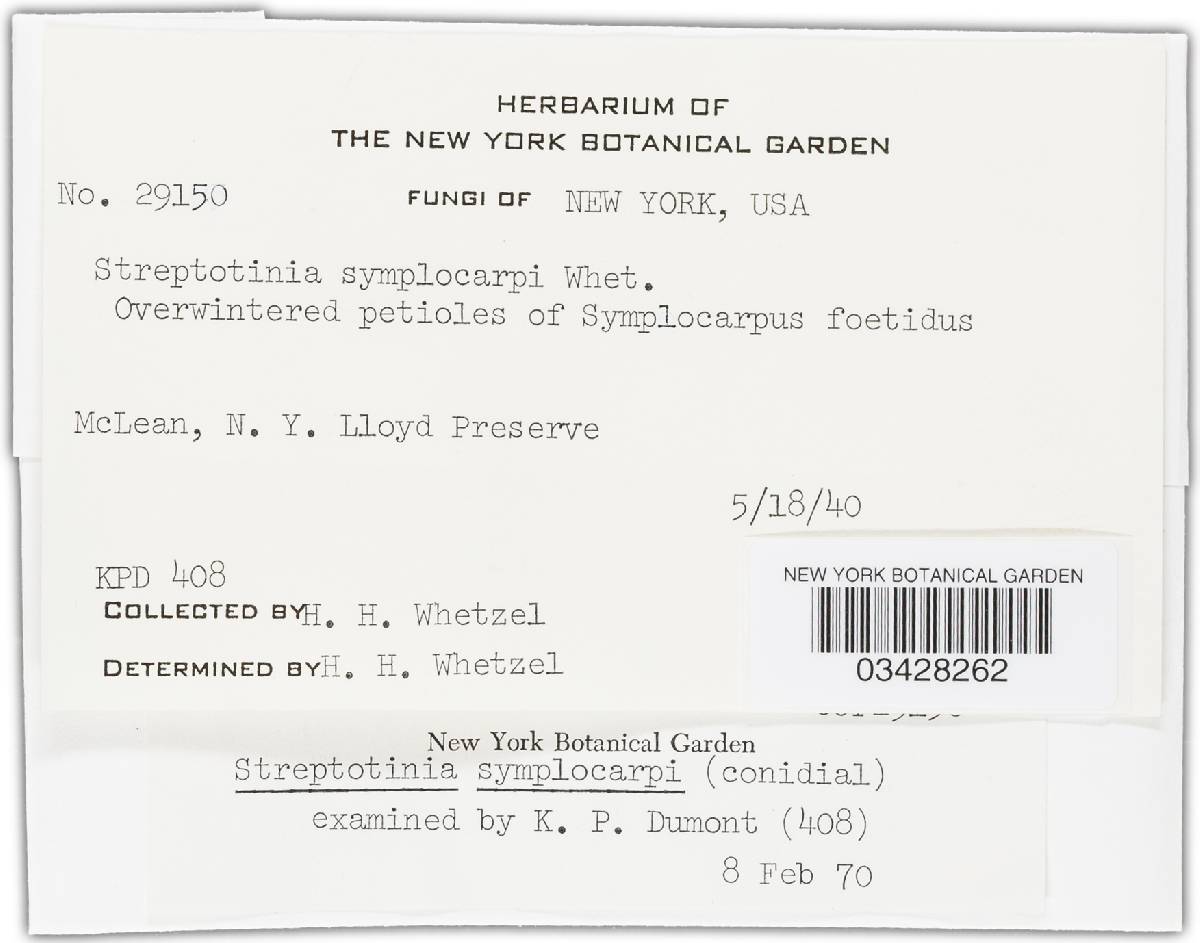 HERBARIUM OF
THE NEW YORK BOTANICAL GARDEN
No. 29150 FUNGI OF NEW YORK, USA
Streptotinia symplocarpi Whet.
Overwintered petioles of Symplocarpus foetidus
McLean, N. Y. Lloyd Preserve
5/18/40
KPD 408
COLLECTED BY H. H. Whetzel
DETERMINED BY H. H. Whetzel
NEW YORK BOTANICAL GARDEN
03428262
New York Botanical Garden
Streptotinia symplocarpi (conidial)
examined by K. P. Dumont (408)
8 Feb 70